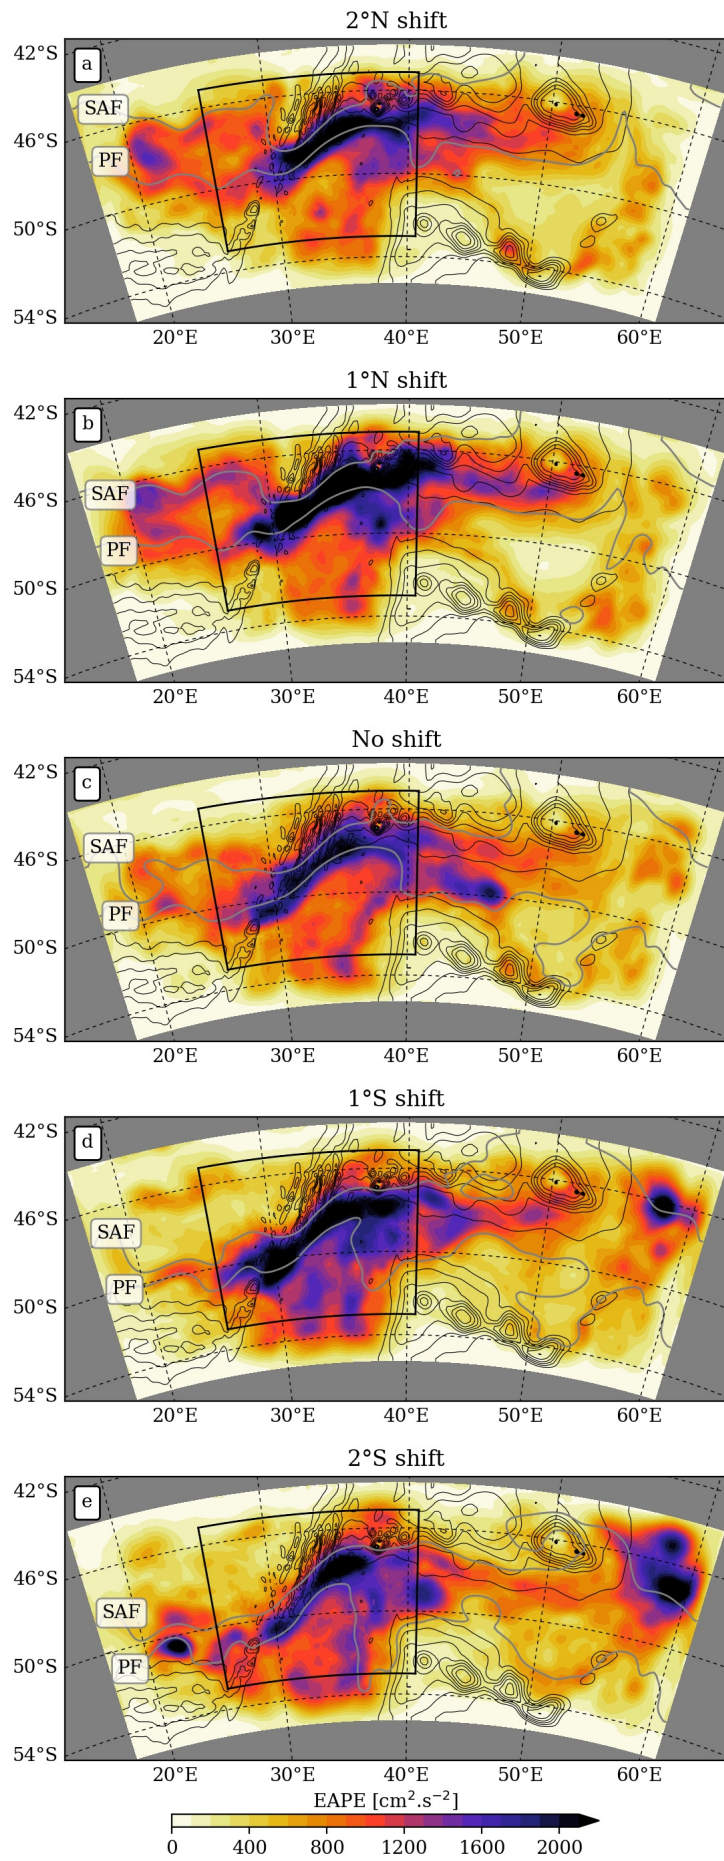 2°N shift
42°S
a
SAF
46°S
PF
50°S
54°S
20°E 30°E 40°E 50°E 60°E
1°N shift
42°S
b
SAF
46°S
PF
50°S
54°S
20°E 30°E 40°E 50°E 60°E
No shift
42°S
c
SAF
46°S
PF
50°S
54°S
20°E 30°E 40°E 50°E 60°E
1°S shift
42°S
d
46°S
SAF
PF
50°S
54°S
20°E 30°E 40°E 50°E 60°E
2°S shift
42°S
e
46°S
SAF
PF
50°S
54°S
20°E 30°E 40°E 50°E 60°E
EAPE [cm².s⁻²]
0 400 800 1200 1600 2000